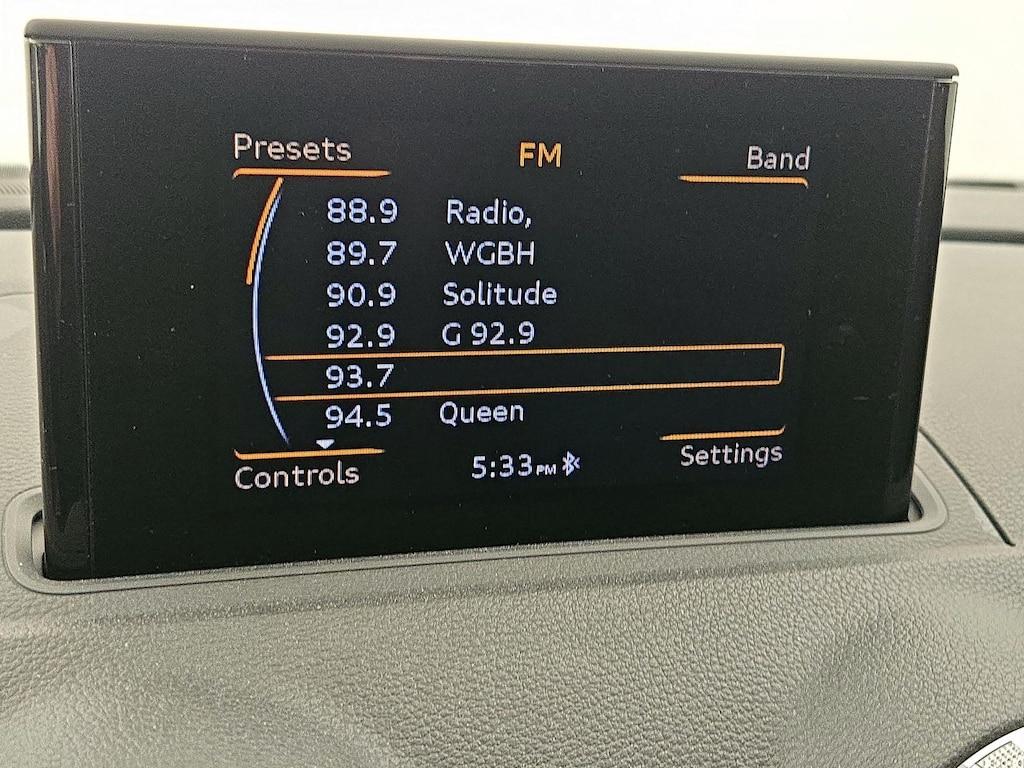 Presets FM Band
88.9 Radio,
89.7 WGBH
90.9 Solitude
92.9 G 92.9
93.7
94.5 Queen
Controls 5:33PM Settings